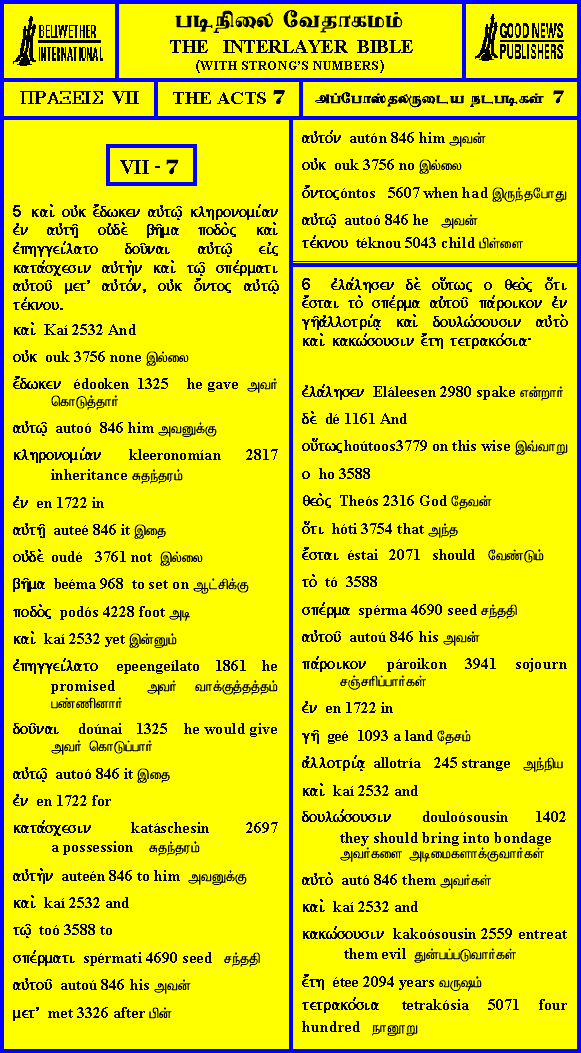 BELLWETHER
INTERNATIONAL
படிநிலை வேதாகமம்
THE INTERLAYER BIBLE
(WITH STRONG'S NUMBERS)
GOOD NEWS
PUBLISHERS
ΠΡΑΞΕΙΣ VII
THE ACTS 7
அப்போஸ்தலருடைய நடபடிகள் 7
VII - 7
5 καὶ οὐκ ἔδωκεν αὐτῷ κληρονομίαν
ἐν αὐτῇ οὐδὲ βῆμα ποδὸς καὶ
ἐπηγγείλατο δοῦναι αὐτῷ εἰς
κατάσχεσιν αὐτὴν καὶ τῷ σπέρματι
αὐτοῦ μετ' αὐτόν, οὐκ ὄντος αὐτῷ
τέκνου.
καὶ Kaí 2532 And
οὐκ ouk 3756 none இல்லை
ἔδωκεν édooken 1325 he gave அவர்
கொடுத்தார்
αὐτῷ autoó 846 him அவனுக்கு
κληρονομίαν kleeronomían 2817
inheritance சுதந்தரம்
ἐν en 1722 in
αὐτῇ auteé 846 it இதை
οὐδὲ oudé 3761 not இல்லை
βῆμα beéma 968 to set on ஆட்சிக்கு
ποδὸς podós 4228 foot அடி
καὶ kaí 2532 yet இன்னும்
ἐπηγγείλατο epeengeílato 1861 he
promised அவர் வாக்குத்தத்தம்
பண்ணினார்
δοῦναι doúnai 1325 he would give
அவர் கொடுப்பார்
αὐτῷ autoó 846 it இதை
ἐν en 1722 for
κατάσχεσιν katáschesin 2697
a possession சுதந்தரம்
αὐτὴν auteén 846 to him அவனுக்கு
καὶ kaí 2532 and
τῷ toó 3588 to
σπέρματι spérmati 4690 seed சந்ததி
αὐτοῦ autoú 846 his அவன்
μετ' met 3326 after பின்
αὐτόν autón 846 him அவன்
οὐκ ouk 3756 no இல்லை
ὄντος óntos 5607 when had இருந்தபோது
αὐτῷ autoó 846 he அவன்
τέκνου téknou 5043 child பிள்ளை
6 ἐλάλησεν δὲ οὕτως ο θεὸς ὅτι
ἔσται τὸ σπέρμα αὐτοῦ πάροικον ἐν
γῇ ἀλλοτρίᾳ καὶ δουλώσουσιν αὐτὸ
καὶ κακώσουσιν ἔτη τετρακόσια·
ἐλάλησεν Eláleesen 2980 spake என்றார்
δὲ dé 1161 And
οὕτως hoútoos3779 on this wise இவ்வாறு
ο ho 3588
θεὸς Theós 2316 God தேவன்
ὅτι hóti 3754 that அந்த
ἔσται éstai 2071 should வேண்டும்
τὸ tó 3588
σπέρμα spérma 4690 seed சந்ததி
αὐτοῦ autoú 846 his அவன்
πάροικον pároikon 3941 sojourn
சஞ்சரிப்பார்கள்
ἐν en 1722 in
γῇ geé 1093 a land தேசம்
ἀλλοτρίᾳ allotría 245 strange அந்நிய
καὶ kaí 2532 and
δουλώσουσιν douloósousin 1402
they should bring into bondage
அவர்களை அடிமைகளாக்குவார்கள்
αὐτὸ autó 846 them அவர்கள்
καὶ kaí 2532 and
κακώσουσιν kakoósousin 2559 entreat
them evil துன்பப்படுவார்கள்
ἔτη étee 2094 years வருஷம்
τετρακόσια tetrakósia 5071 four
hundred நானூறு